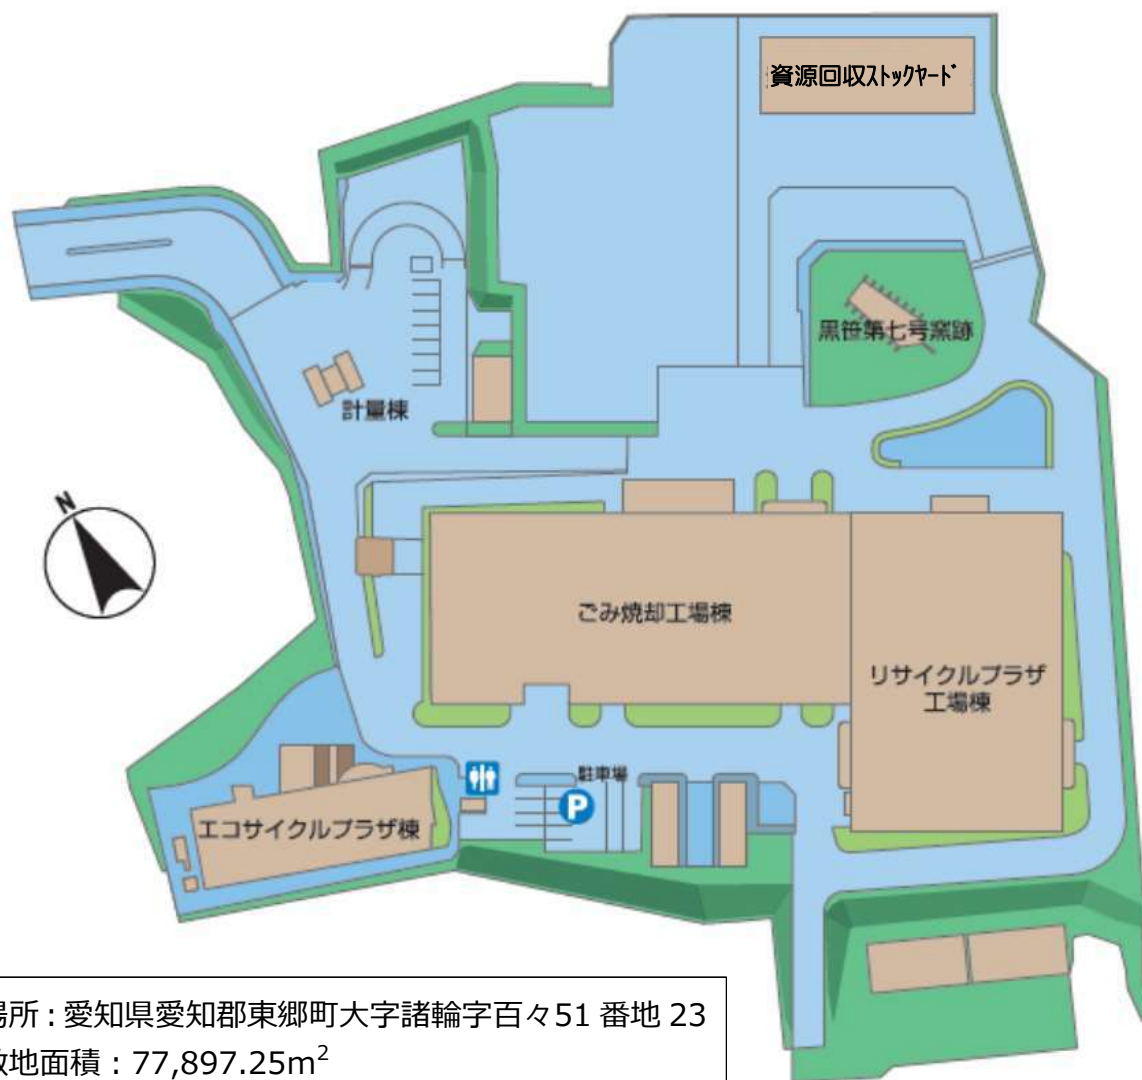 資源回収ストックヤード
黒笹第七号窯跡
計量棟
N
ごみ焼却工場棟
リサイクルプラザ
工場棟
駐車場
P
エコサイクルプラザ棟
場所：愛知県愛知郡東郷町大字諸輪字百々51 番地 23
敷地面積：77,897.25m²